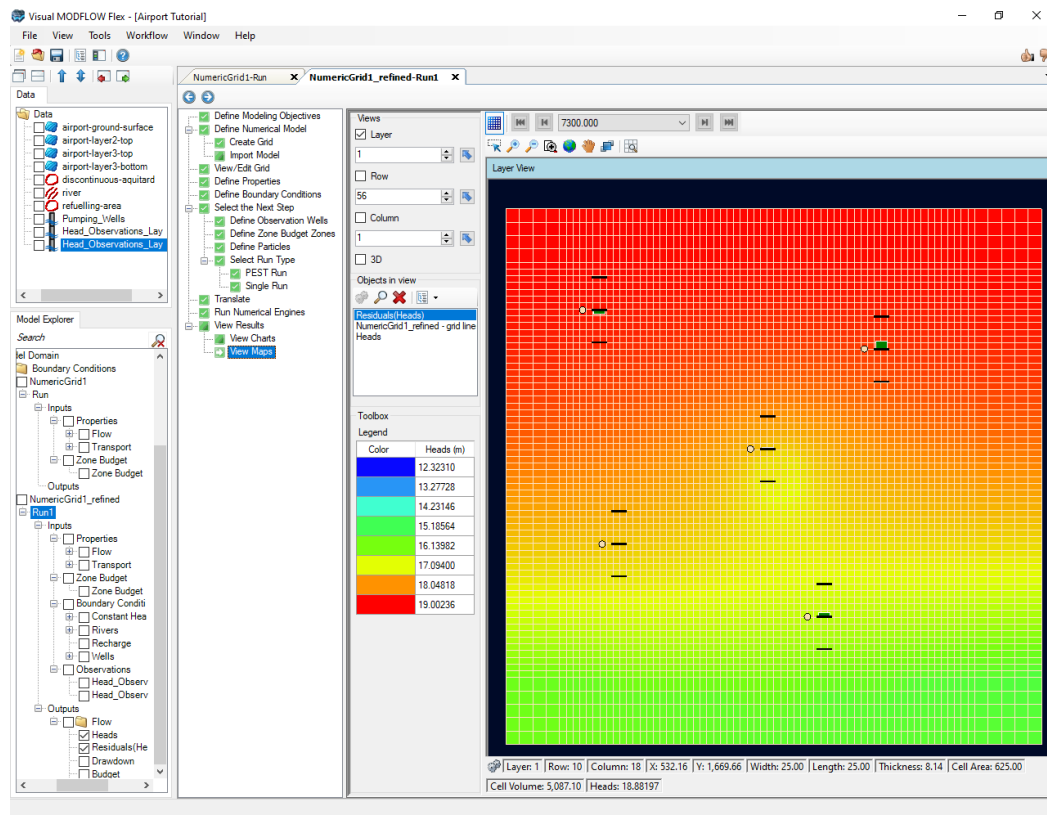 Visual MODFLOW Flex - [Airport Tutorial]
File View Tools Workflow Window Help
Data
Data
airport-ground-surface
airport-layer2-top
airport-layer3-top
airport-layer3-bottom
discontinuous-aquitard
river
refuelling-area
Pumping_Wells
Head_Observations_Lay
Head_Observations_Lay
Model Explorer
Search
lel Domain
Boundary Conditions
NumericGrid1
Run
Inputs
Properties
Flow
Transport
Zone Budget
Zone Budget
Outputs
NumericGrid1_refined
Run1
Inputs
Properties
Flow
Transport
Zone Budget
Zone Budget
Boundary Conditi
Constant Hea
Rivers
Recharge
Wells
Observations
Head_Observ
Head_Observ
Outputs
Flow
Heads
Residuals(He
Drawdown
Budget
NumericGrid1-Run NumericGrid1_refined-Run1
Define Modeling Objectives
Define Numerical Model
Create Grid
Import Model
View/Edit Grid
Define Properties
Define Boundary Conditions
Select the Next Step
Define Observation Wells
Define Zone Budget Zones
Define Particles
Select Run Type
PEST Run
Single Run
Translate
Run Numerical Engines
View Results
View Charts
View Maps
Views
Layer
1
Row
56
Column
1
3D
Objects in view
Residuals(Heads)
NumericGrid1_refined - grid line
Heads
Toolbox
Legend
Color Heads (m)
12.32310
13.27728
14.23146
15.18564
16.13982
17.09400
18.04818
19.00236
7300.000
Layer View
Layer: 1 Row: 10 Column: 18 X: 532.16 Y: 1,669.66 Width: 25.00 Length: 25.00 Thickness: 8.14 Cell Area: 625.00
Cell Volume: 5,087.10 Heads: 18.88197